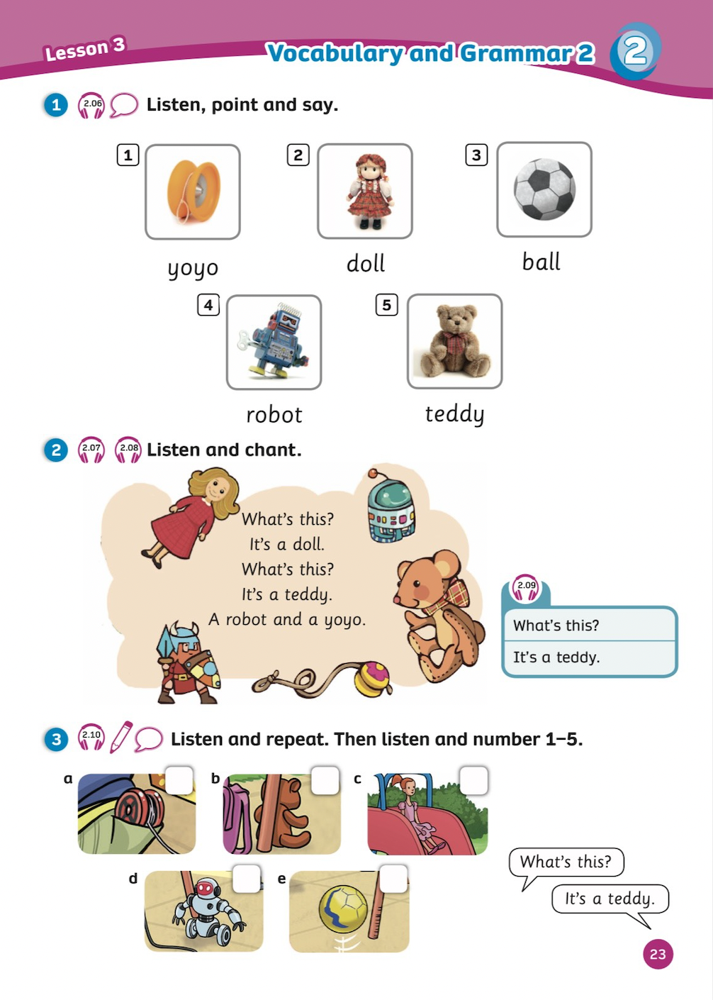 Lesson 3
Vocabulary and Grammar 2
2
1 2.06 Listen, point and say.
1
2
3
yoyo
doll
ball
4
5
robot
teddy
2 2.07 2.08 Listen and chant.
What's this?
It's a doll.
What's this?
It's a teddy.
A robot and a yoyo.
2.09
What's this?
It's a teddy.
3 2.10 Listen and repeat. Then listen and number 1–5.
a
b
c
d
e
What's this?
It's a teddy.
23